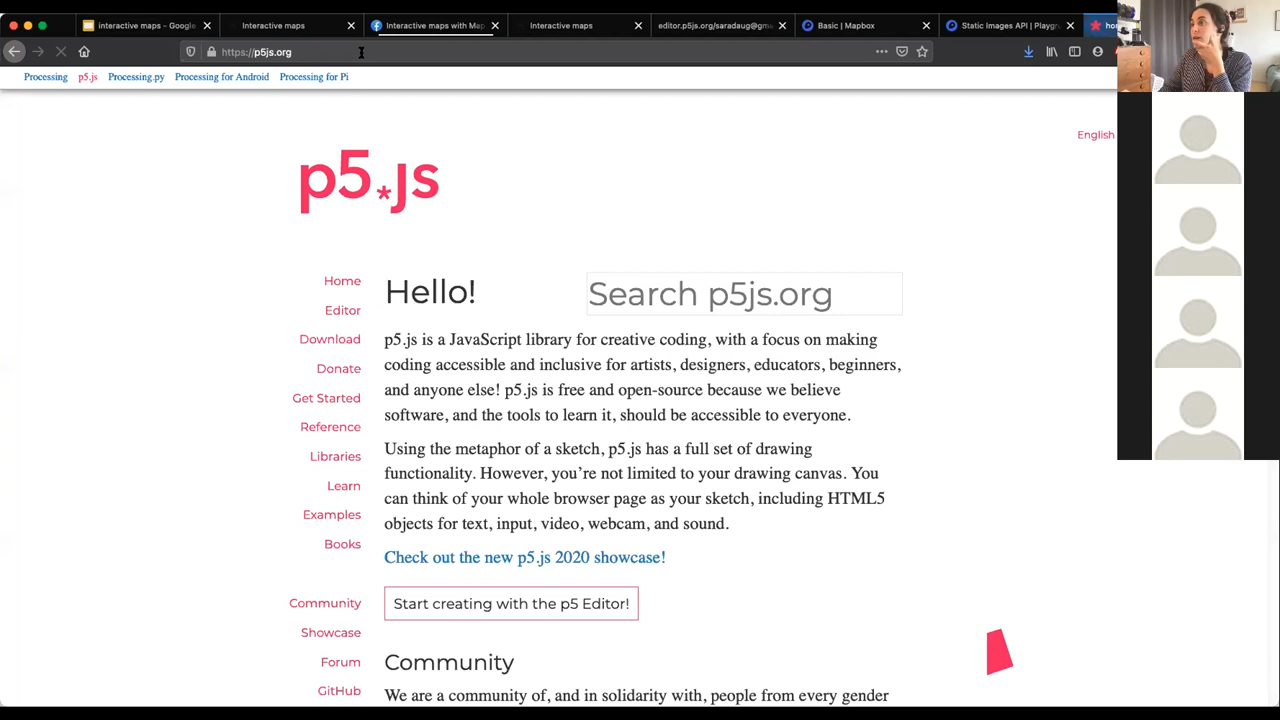 interactive maps - Google
Interactive maps
Interactive maps with Map
Interactive maps
editor.p5js.org/saradaug@gm
Basic | Mapbox
Static Images API | Playgr
https://p5js.org
Processing p5.js Processing.py Processing for Android Processing for Pi
English
p5.js
Home
Editor
Download
Donate
Get Started
Reference
Libraries
Learn
Examples
Books
Community
Showcase
Forum
GitHub
Hello!
Search p5js.org
p5.js is a JavaScript library for creative coding, with a focus on making
coding accessible and inclusive for artists, designers, educators, beginners,
and anyone else! p5.js is free and open-source because we believe
software, and the tools to learn it, should be accessible to everyone.
Using the metaphor of a sketch, p5.js has a full set of drawing
functionality. However, you’re not limited to your drawing canvas. You
can think of your whole browser page as your sketch, including HTML5
objects for text, input, video, webcam, and sound.
Check out the new p5.js 2020 showcase!
Start creating with the p5 Editor!
Community
We are a community of, and in solidarity with, people from every gender